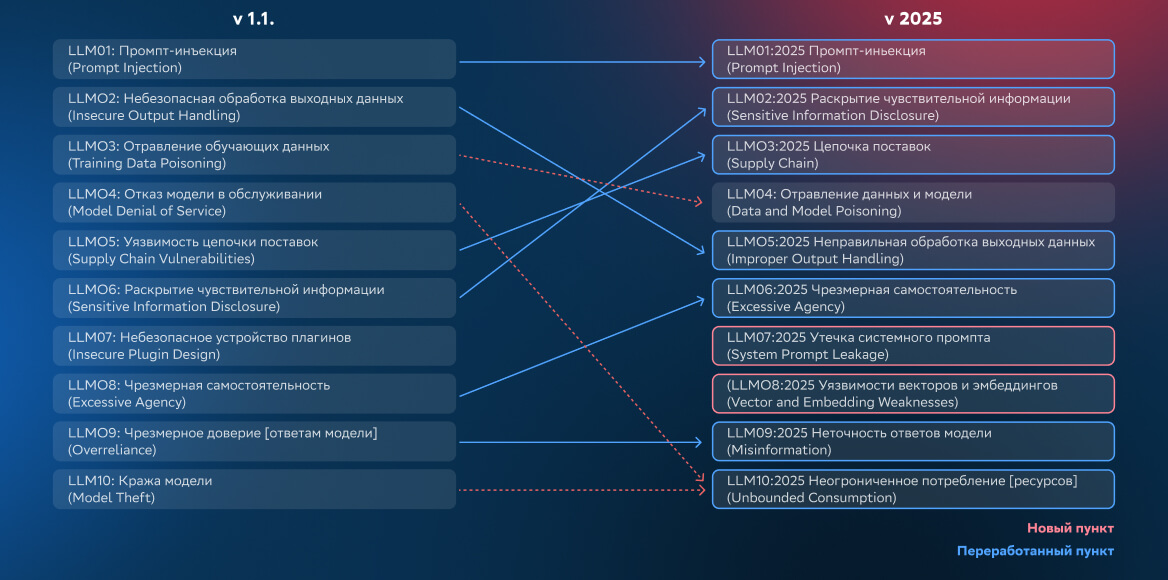 v 1.1.
LLM01: Промпт-инъекция
(Prompt Injection)
LLMO2: Небезопасная обработка выходных данных
(Insecure Output Handling)
LLMO3: Отравление обучающих данных
(Training Data Poisoning)
LLMO4: Отказ модели в обслуживании
(Model Denial of Service)
LLMO5: Уязвимость цепочки поставок
(Supply Chain Vulnerabilities)
LLMO6: Раскрытие чувствительной информации
(Sensitive Information Disclosure)
LLM07: Небезопасное устройство плагинов
(Insecure Plugin Design)
LLMO8: Чрезмерная самостоятельность
(Excessive Agency)
LLMO9: Чрезмерное доверие [ответам модели]
(Overreliance)
LLM10: Кража модели
(Model Theft)
v 2025
LLM01:2025 Промпт-иньекция
(Prompt Injection)
LLM02:2025 Раскрытие чувствительной информации
(Sensitive Information Disclosure)
LLMO3:2025 Цепочка поставок
(Supply Chain)
LLM04: Отравление данных и модели
(Data and Model Poisoning)
LLMO5:2025 Неправильная обработка выходных данных
(Improper Output Handling)
LLM06:2025 Чрезмерная самостоятельность
(Excessive Agency)
LLM07:2025 Утечка системного промпта
(System Prompt Leakage)
(LLMO8:2025 Уязвимости векторов и эмбеддингов
(Vector and Embedding Weaknesses)
LLM09:2025 Неточность ответов модели
(Misinformation)
LLM10:2025 Неограниченное потребление [ресурсов]
(Unbounded Consumption)
Новый пункт
Переработанный пункт